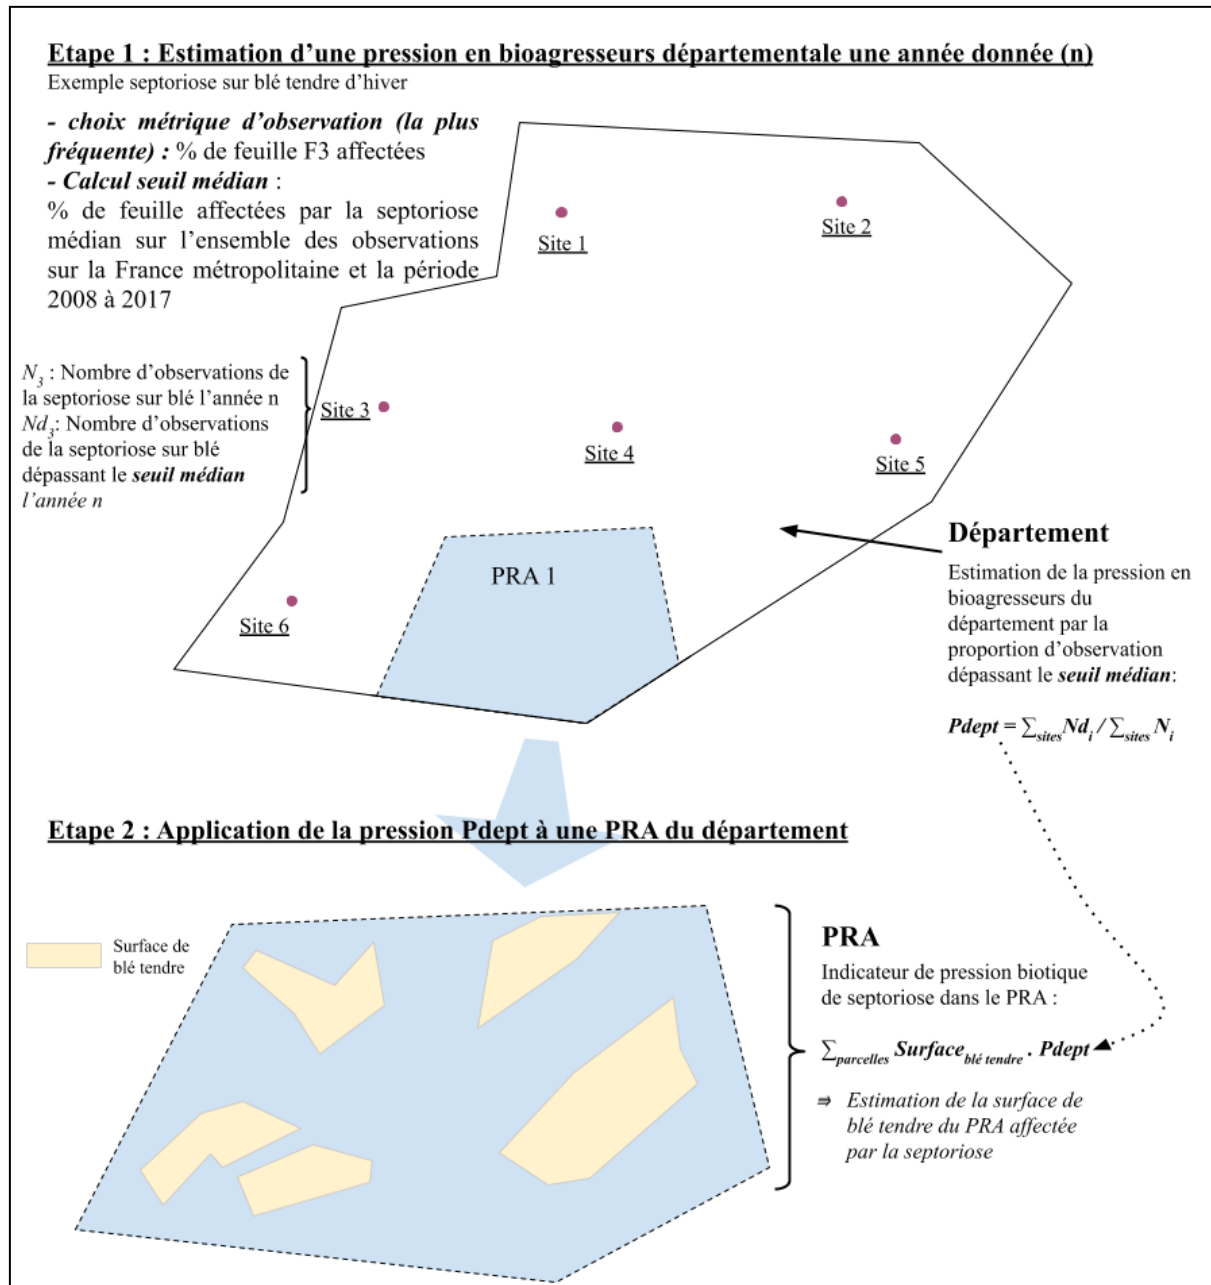 Etape 1 : Estimation d’une pression en bioagresseurs départementale une année donnée (n)
Exemple septoriose sur blé tendre d’hiver
- choix métrique d’observation (la plus
fréquente) : % de feuille F3 affectées
- Calcul seuil médian :
% de feuille affectées par la septoriose
médian sur l’ensemble des observations
sur la France métropolitaine et la période
2008 à 2017
Site 1
Site 2
N₃ : Nombre d’observations de
la septoriose sur blé l’année n
Nd₃: Nombre d’observations
de la septoriose sur blé
dépassant le seuil médian
l’année n
Site 3
Site 4
Site 5
Site 6
PRA 1
Département
Estimation de la pression en
bioagresseurs du
département par la
proportion d’observation
dépassant le seuil médian:
Pdept = ∑sites Ndi / ∑sites Ni
Etape 2 : Application de la pression Pdept à une PRA du département
Surface de
blé tendre
PRA
Indicateur de pression biotique
de septoriose dans le PRA :
∑parcelles Surfaceblé tendre . Pdept
⇛ Estimation de la surface de
blé tendre du PRA affectée
par la septoriose